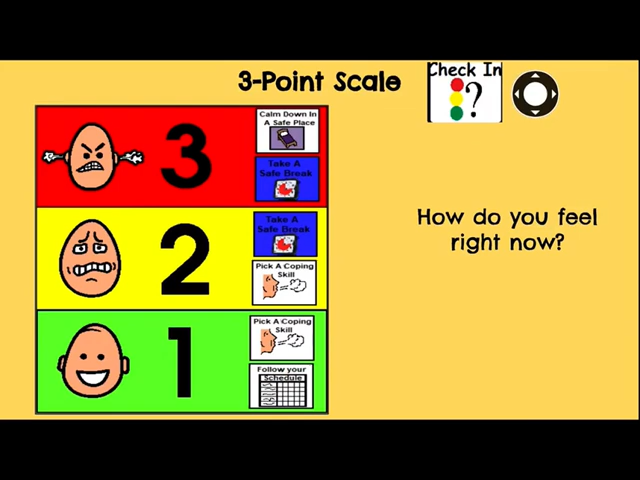 3-Point Scale
Check In
?
3
Calm Down In
A Safe Place
Take A
Safe Break
2
Take A
Safe Break
Pick A Coping
Skill
1
Pick A Coping
Skill
Follow your
Schedule
How do you feel
right now?